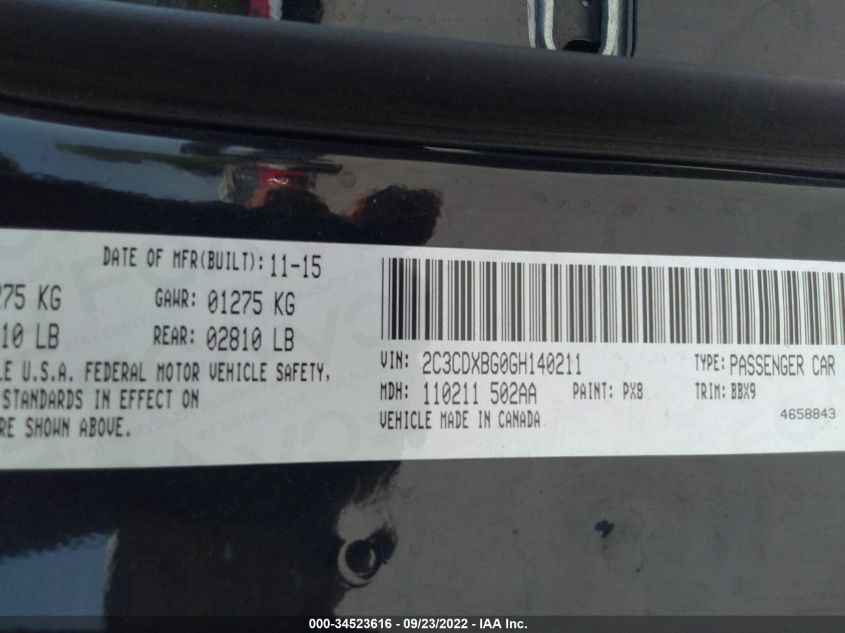 DATE OF MFR(BUILT): 11-15
275 KG GAWR: 01275 KG
10 LB REAR: 02810 LB
LE U.S.A. FEDERAL MOTOR VEHICLE SAFETY,
STANDARDS IN EFFECT ON
RE SHOWN ABOVE.
VIN: 2C3CDXBG0GH140211 TYPE: PASSENGER CAR
MDH: 110211 502AA PAINT: PX8 TRIM: BBX9
VEHICLE MADE IN CANADA 4658843
000-34523616 - 09/23/2022 - IAA Inc.